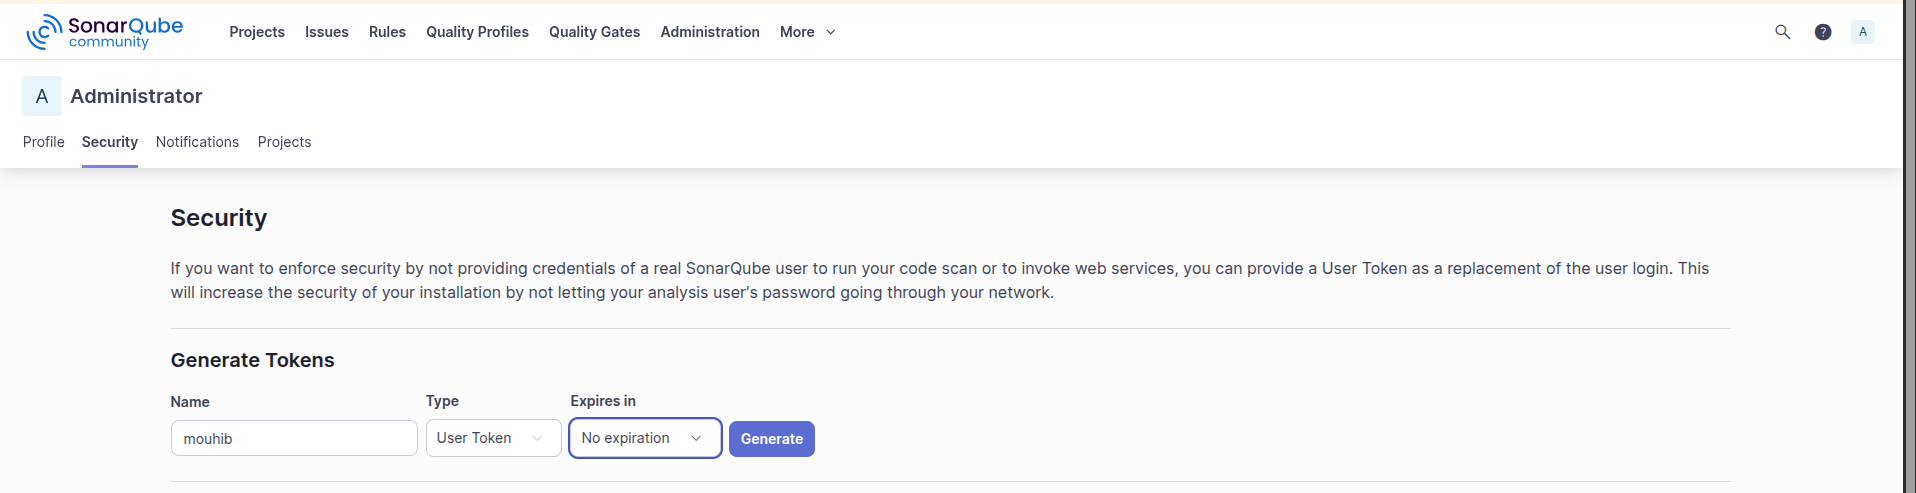 SonarQube
community
Projects Issues Rules Quality Profiles Quality Gates Administration More
? A
A Administrator
Profile Security Notifications Projects
Security
If you want to enforce security by not providing credentials of a real SonarQube user to run your code scan or to invoke web services, you can provide a User Token as a replacement of the user login. This
will increase the security of your installation by not letting your analysis user's password going through your network.
Generate Tokens
Name Type Expires in
mouhib User Token No expiration Generate